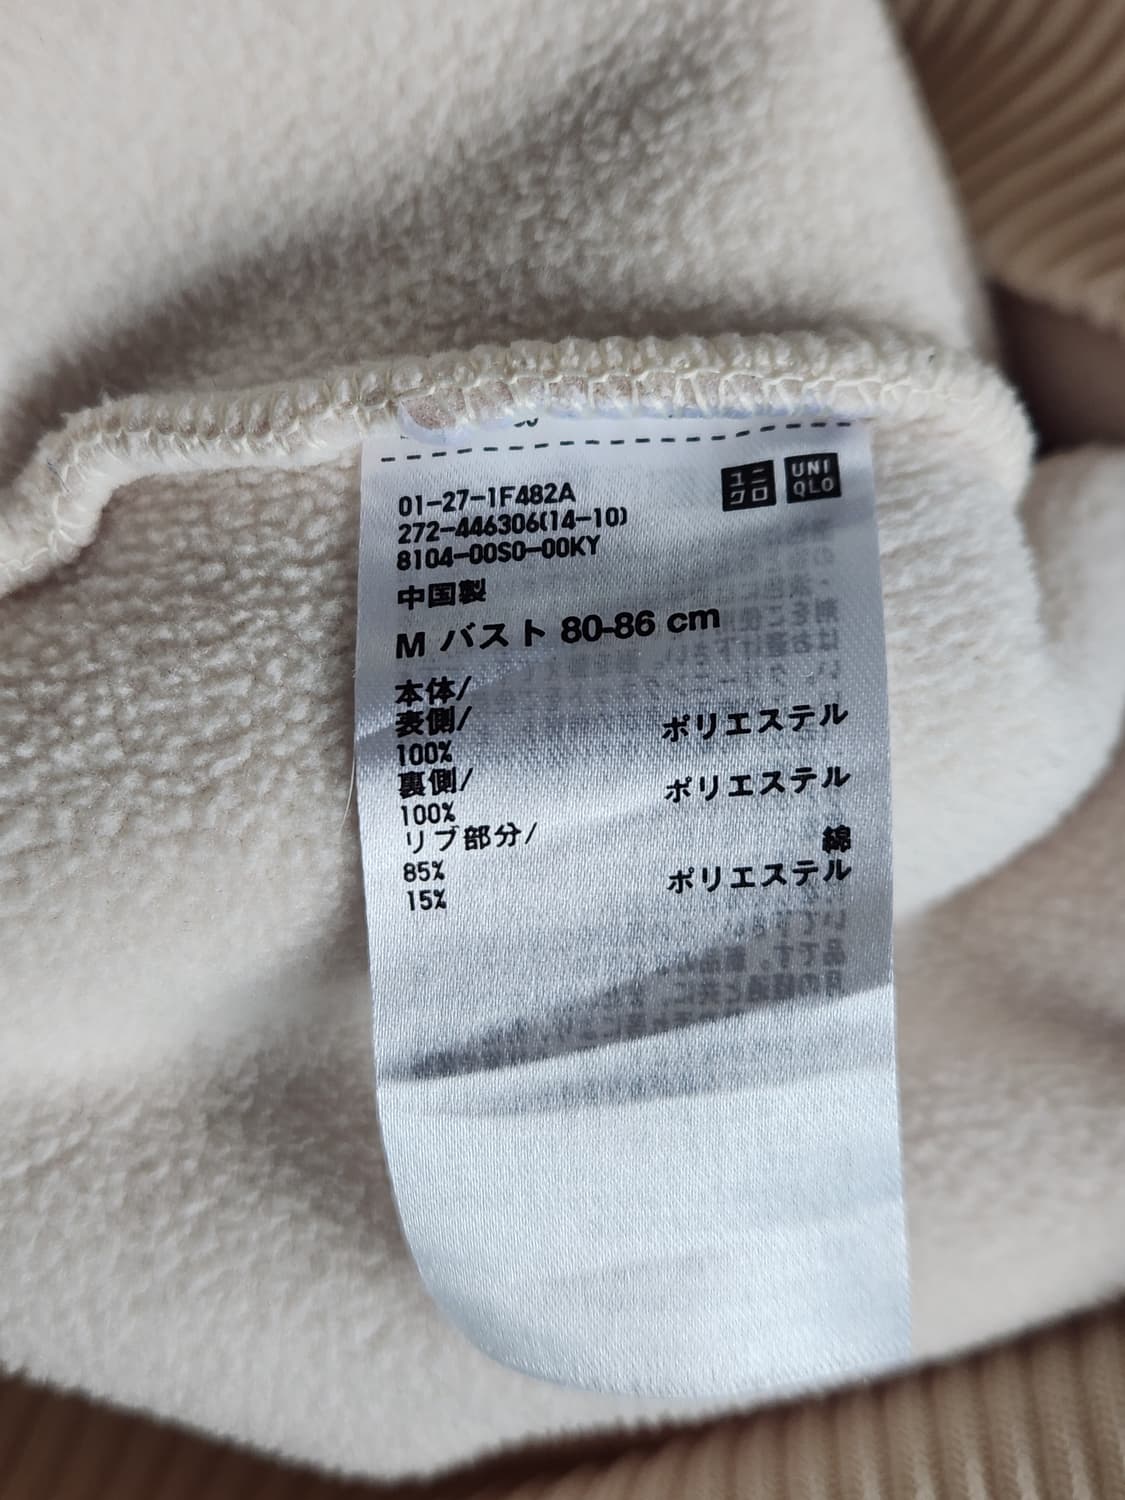 ユニクロ UNIQLO
01-27-1F482A
272-446306(14-10)
8104-00S0-00KY
中国製
M バスト 80-86 cm
本体/
表側/ ポリエステル
100%
裏側/ ポリエステル
100%
リブ部分/ 綿
85% ポリエステル
15%